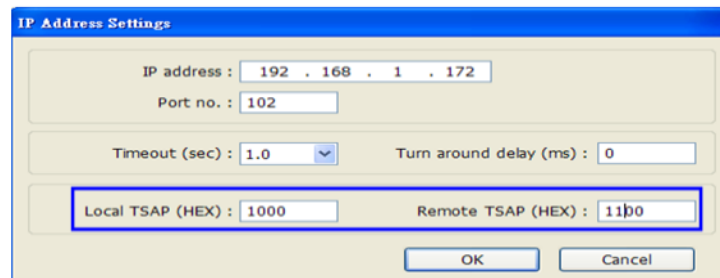 IP Address Settings
IP address : 192 . 168 . 1 . 172
Port no. : 102
Timeout (sec) : 1.0 Turn around delay (ms) : 0
Local TSAP (HEX) : 1000 Remote TSAP (HEX) : 1100
OK Cancel